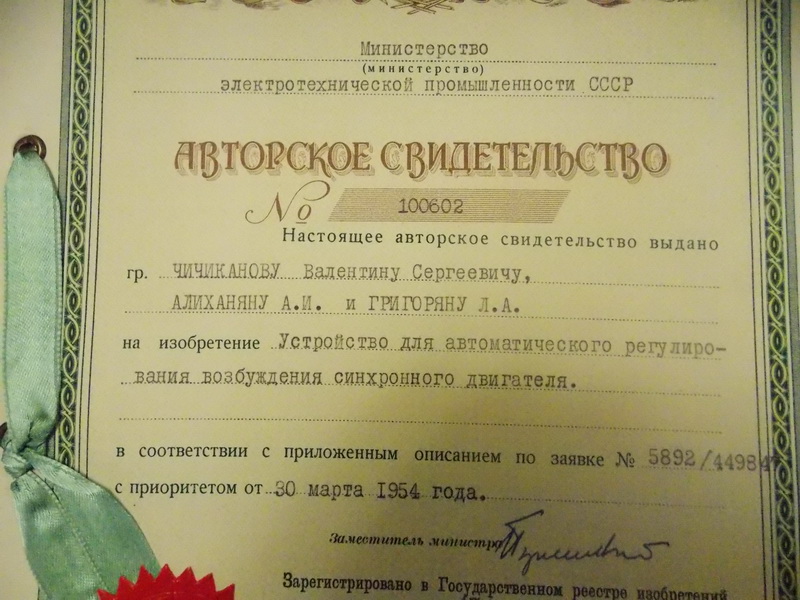 Министерство
(министерство)
электротехнической промышленности СССР
АВТОРСКОЕ СВИДЕТЕЛЬСТВО
№ 100602
Настоящее авторское свидетельство выдано
гр. ЧИЧИКАНОВУ Валентину Сергеевичу,
АЛИХАНЯНУ А.И. и ГРИГОРЯНУ Л.А.
на изобретение Устройство для автоматического регулиро-
вания возбуждения синхронного двигателя.
в соответствии с приложенным описанием по заявке № 5892/449847
с приоритетом от 30 марта 1954 года.
Заместитель министра
Зарегистрировано в Государственном реестре изобретений